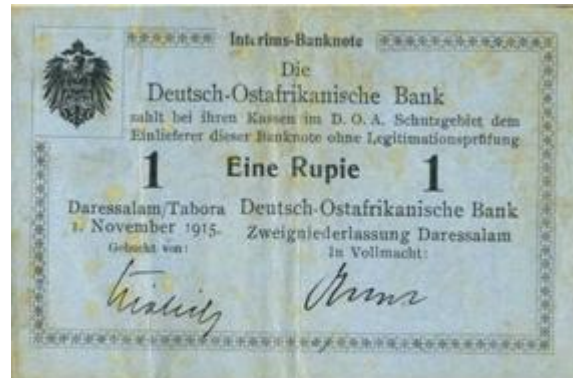 Interims-Banknote
Die
Deutsch-Ostafrikanische Bank
zahlt bei ihren Kassen im D. O. A. Schutzgebiet dem
Einlieferer dieser Banknote ohne Legitimationsprüfung
1 Eine Rupie 1
Daressalam/Tabora Deutsch-Ostafrikanische Bank
1. November 1915. Zweigniederlassung Daressalam
Gebucht von: In Vollmacht: